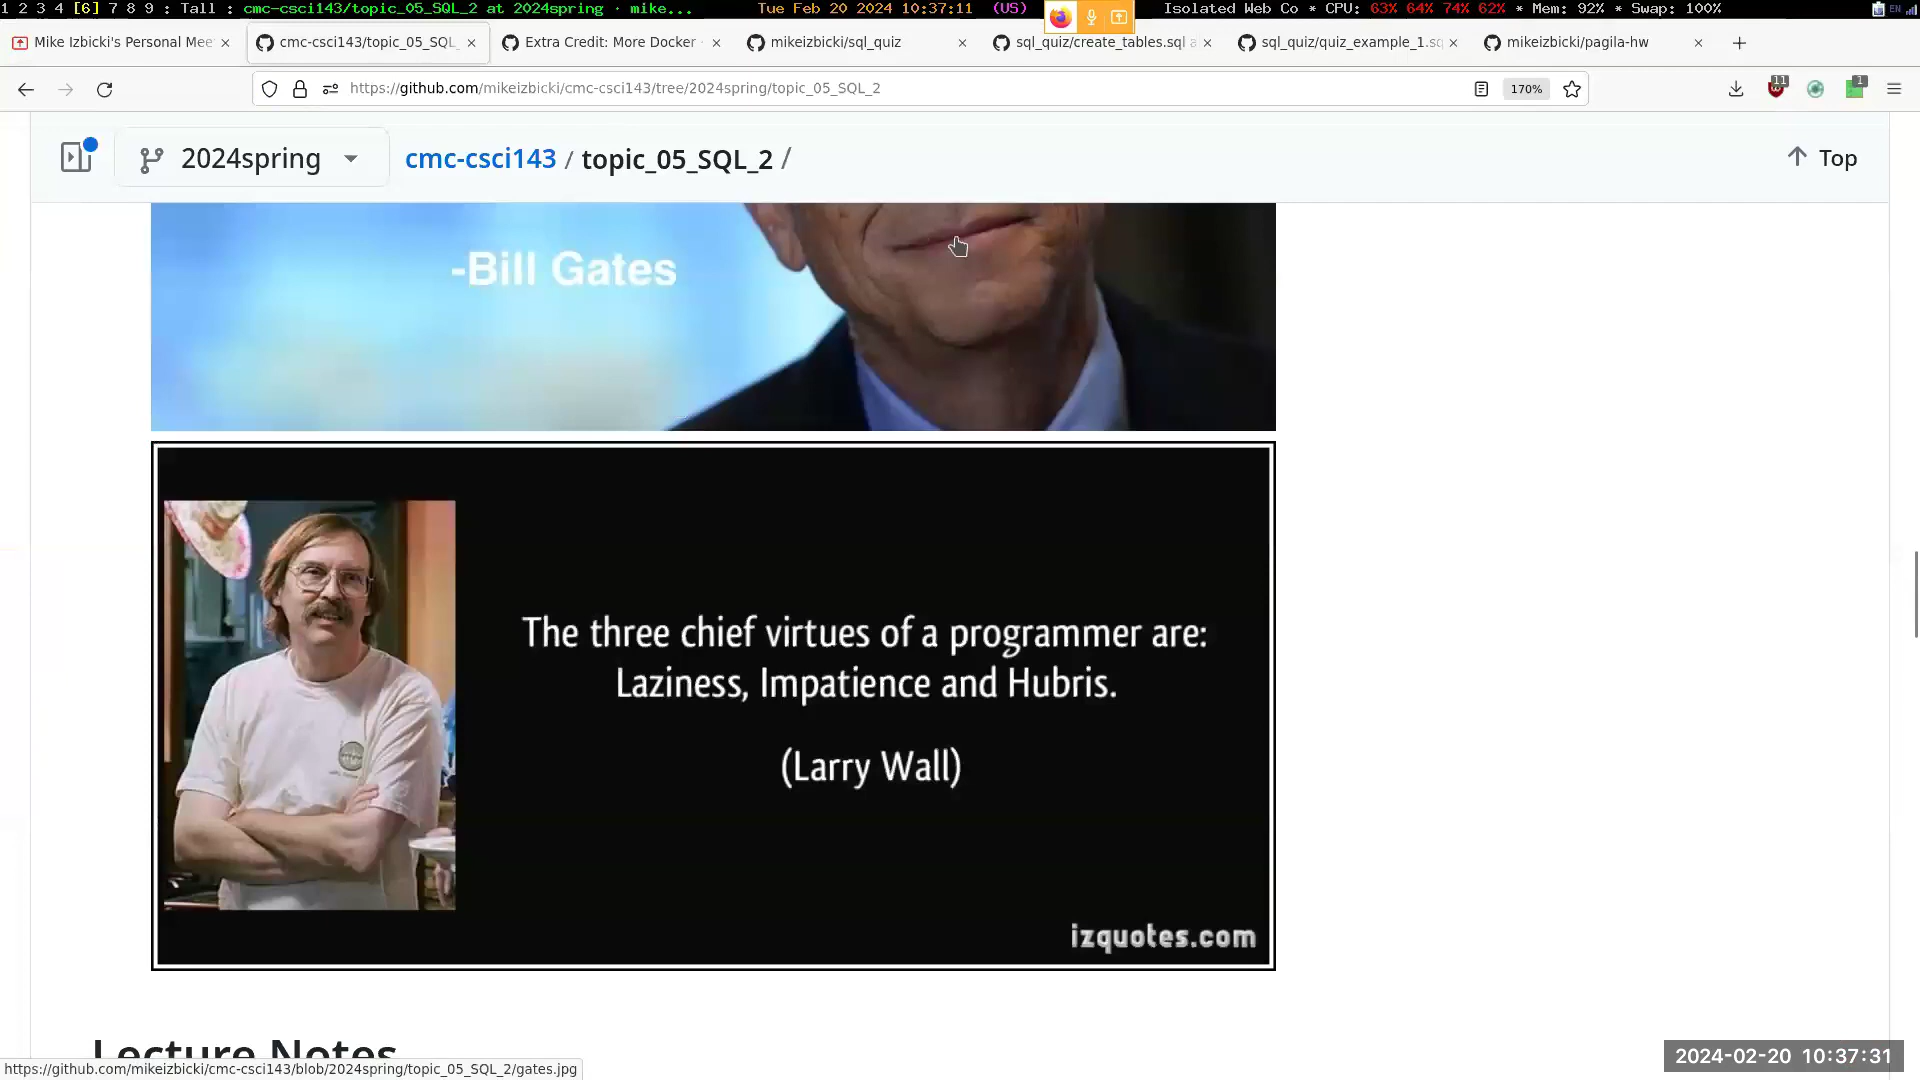 1 2 3 4 [6] 7 8 9 : Tall : cmc-csci143/topic_05_SQL_2 at 2024spring · mike... Tue Feb 20 2024 10:37:11 (US) Isolated Web Co * CPU: 63% 64% 74% 62% * Mem: 92% * Swap: 100% EN
Mike Izbicki's Personal Mee cmc-csci143/topic_05_SQL_ Extra Credit: More Docker mikeizbicki/sql_quiz sql_quiz/create_tables.sql a sql_quiz/quiz_example_1.sq mikeizbicki/pagila-hw
https://github.com/mikeizbicki/cmc-csci143/tree/2024spring/topic_05_SQL_2 170% 11 1
2024spring cmc-csci143 / topic_05_SQL_2 / Top
-Bill Gates
The three chief virtues of a programmer are:
Laziness, Impatience and Hubris.
(Larry Wall)
izquotes.com
Lecture Notes
https://github.com/mikeizbicki/cmc-csci143/blob/2024spring/topic_05_SQL_2/gates.jpg
2024-02-20 10:37:31